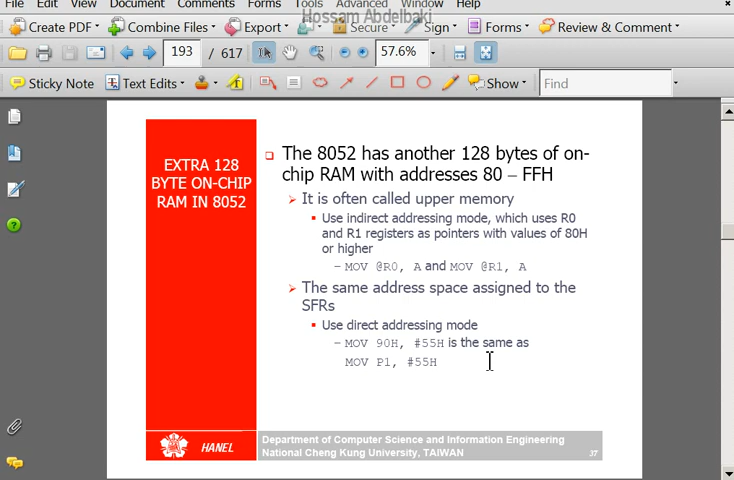 File Edit View Document Comments Forms Tools Advanced Window Help
Hossam Abdelbaki
Create PDF Combine Files Export Secure Sign Forms Review & Comment
193 / 617 57.6%
Sticky Note Text Edits Show Find
EXTRA 128
BYTE ON-CHIP
RAM IN 8052
The 8052 has another 128 bytes of on-
chip RAM with addresses 80 – FFH
It is often called upper memory
Use indirect addressing mode, which uses R0
and R1 registers as pointers with values of 80H
or higher
– MOV @R0, A and MOV @R1, A
The same address space assigned to the
SFRs
Use direct addressing mode
– MOV 90H, #55H is the same as
MOV P1, #55H
HANEL
Department of Computer Science and Information Engineering
National Cheng Kung University, TAIWAN
37